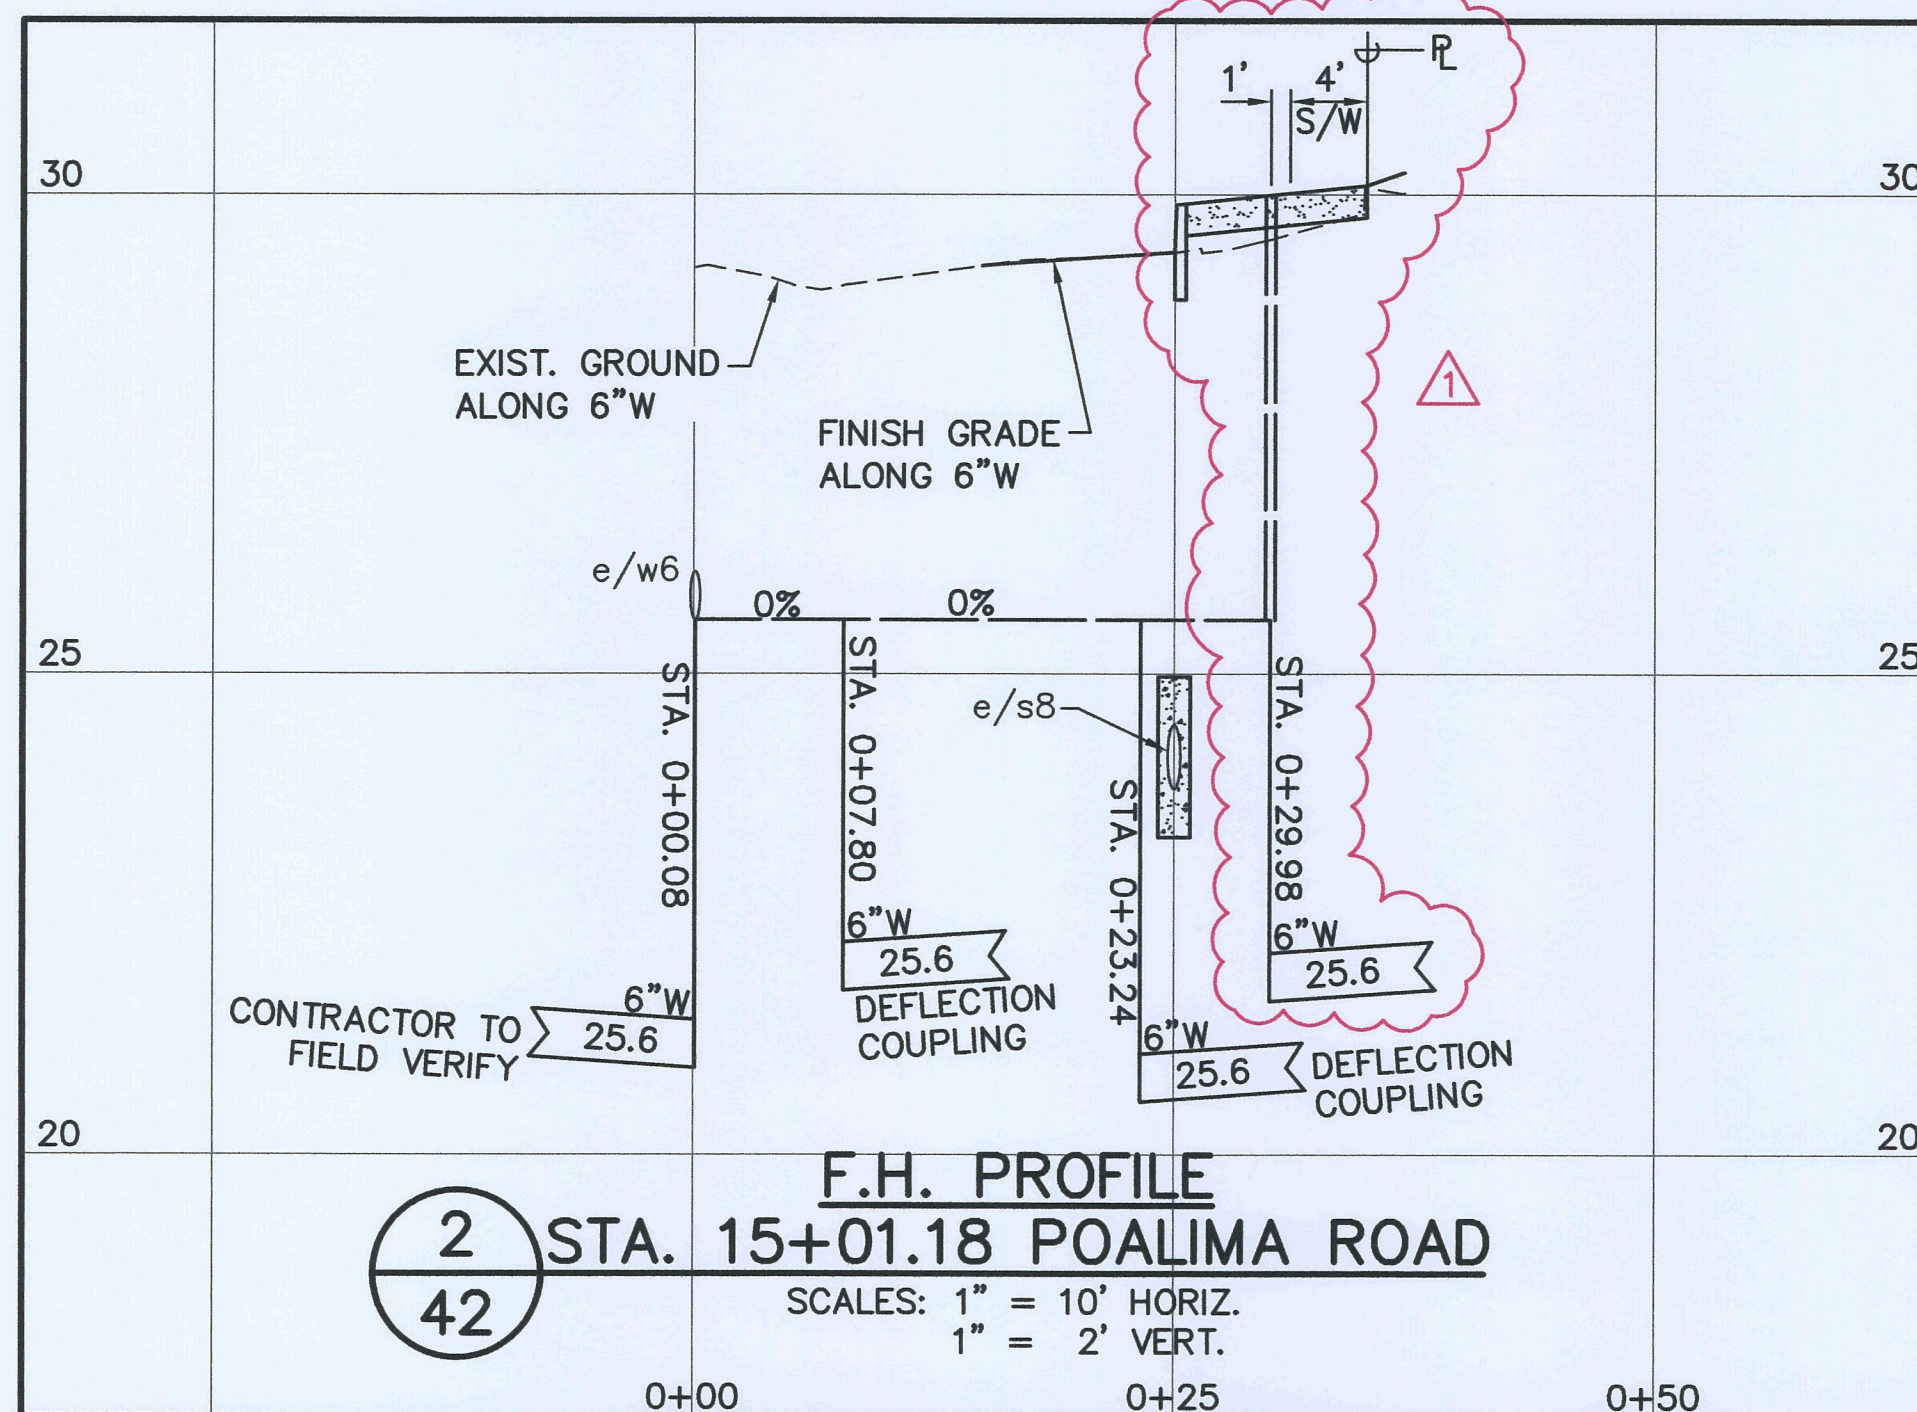 PL
1' 4'
S/W
30 30
EXIST. GROUND
ALONG 6"W
FINISH GRADE
ALONG 6"W
1
e/w6
0% 0%
25 25
STA. 0+00.08
STA. 0+07.80
e/s8
STA. 0+23.24
STA. 0+29.98
6"W
25.6
DEFLECTION
COUPLING
6"W
25.6
CONTRACTOR TO
FIELD VERIFY
6"W
25.6
6"W
25.6
DEFLECTION
COUPLING
20 20
F.H. PROFILE
2
42
STA. 15+01.18 POALIMA ROAD
SCALES: 1" = 10' HORIZ.
1" = 2' VERT.
0+00 0+25 0+50